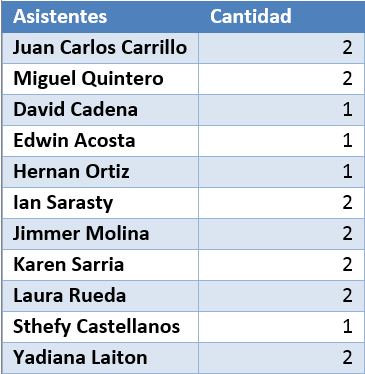 Asistentes Cantidad
Juan Carlos Carrillo 2
Miguel Quintero 2
David Cadena 1
Edwin Acosta 1
Hernan Ortiz 1
Ian Sarasty 2
Jimmer Molina 2
Karen Sarria 2
Laura Rueda 2
Sthefy Castellanos 1
Yadiana Laiton 2